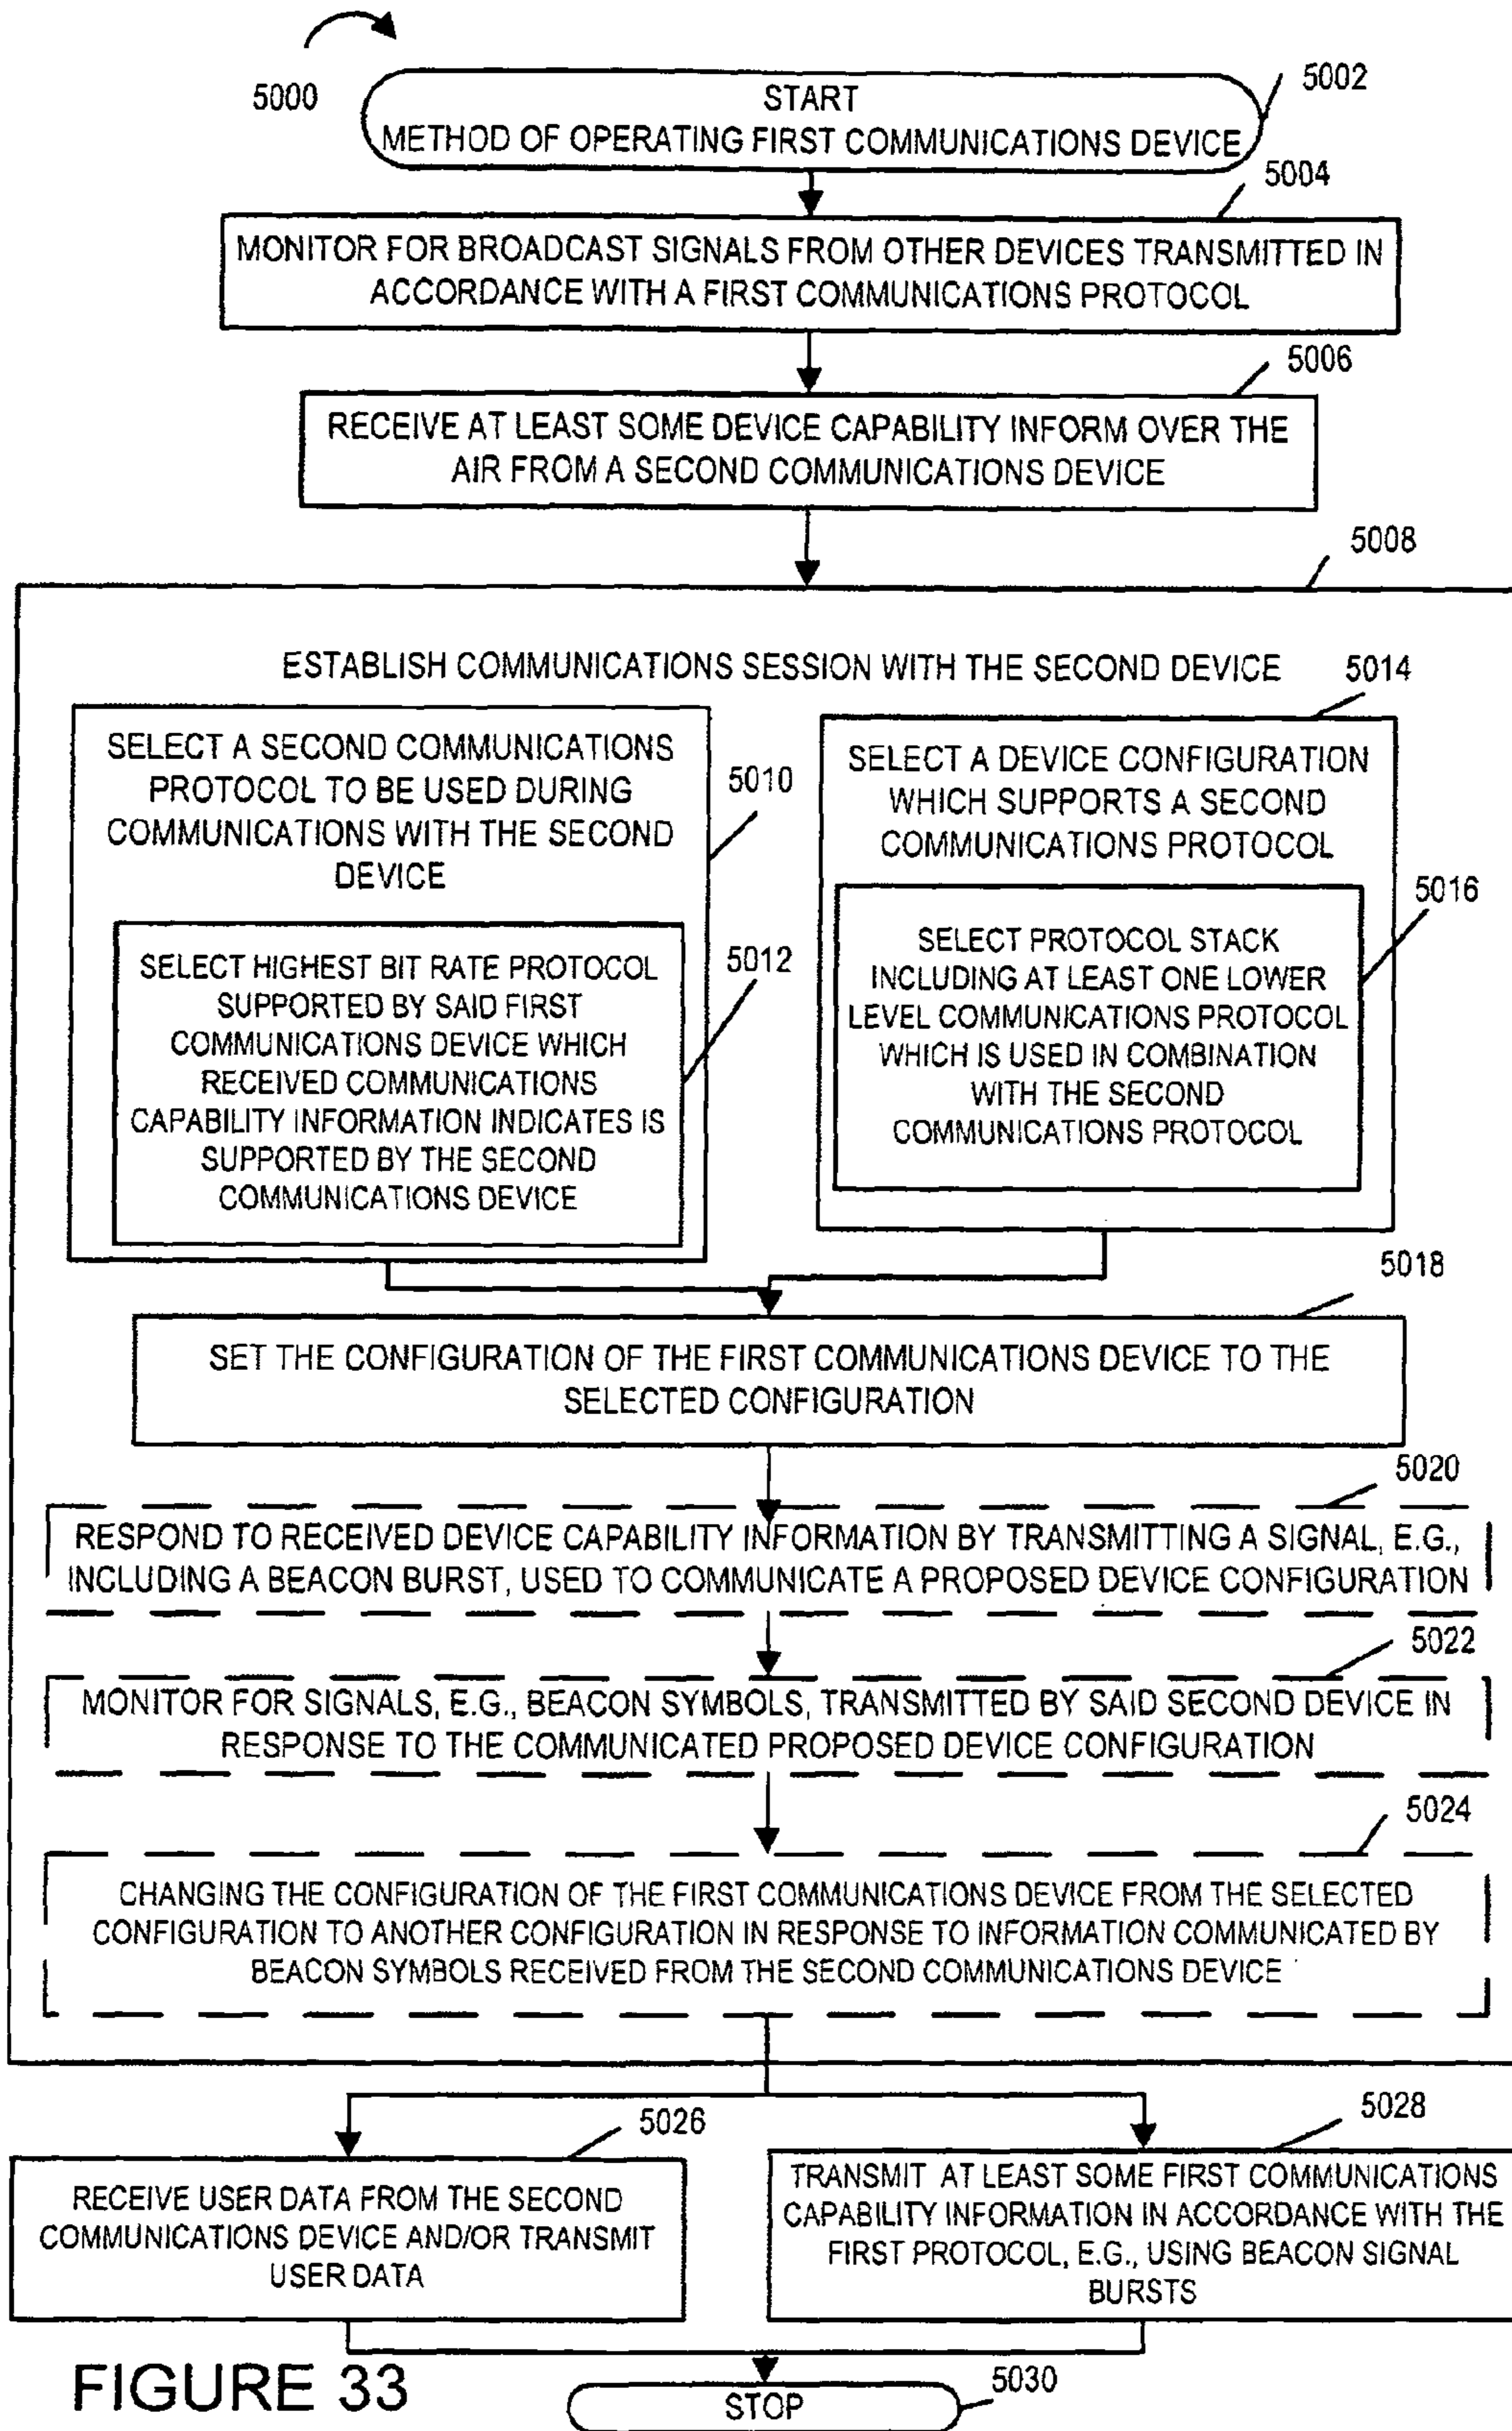 5000
5002
START
METHOD OF OPERATING FIRST COMMUNICATIONS DEVICE
5004
MONITOR FOR BROADCAST SIGNALS FROM OTHER DEVICES TRANSMITTED IN
ACCORDANCE WITH A FIRST COMMUNICATIONS PROTOCOL
5006
RECEIVE AT LEAST SOME DEVICE CAPABILITY INFORM OVER THE
AIR FROM A SECOND COMMUNICATIONS DEVICE
5008
ESTABLISH COMMUNICATIONS SESSION WITH THE SECOND DEVICE
SELECT A SECOND COMMUNICATIONS
PROTOCOL TO BE USED DURING
COMMUNICATIONS WITH THE SECOND
DEVICE
5010
SELECT HIGHEST BIT RATE PROTOCOL
SUPPORTED BY SAID FIRST
COMMUNICATIONS DEVICE WHICH
RECEIVED COMMUNICATIONS
CAPABILITY INFORMATION INDICATES IS
SUPPORTED BY THE SECOND
COMMUNICATIONS DEVICE
5012
5014
SELECT A DEVICE CONFIGURATION
WHICH SUPPORTS A SECOND
COMMUNICATIONS PROTOCOL
5016
SELECT PROTOCOL STACK
INCLUDING AT LEAST ONE LOWER
LEVEL COMMUNICATIONS PROTOCOL
WHICH IS USED IN COMBINATION
WITH THE SECOND
COMMUNICATIONS PROTOCOL
5018
SET THE CONFIGURATION OF THE FIRST COMMUNICATIONS DEVICE TO THE
SELECTED CONFIGURATION
5020
RESPOND TO RECEIVED DEVICE CAPABILITY INFORMATION BY TRANSMITTING A SIGNAL, E.G.,
INCLUDING A BEACON BURST, USED TO COMMUNICATE A PROPOSED DEVICE CONFIGURATION
5022
MONITOR FOR SIGNALS, E.G., BEACON SYMBOLS, TRANSMITTED BY SAID SECOND DEVICE IN
RESPONSE TO THE COMMUNICATED PROPOSED DEVICE CONFIGURATION
5024
CHANGING THE CONFIGURATION OF THE FIRST COMMUNICATIONS DEVICE FROM THE SELECTED
CONFIGURATION TO ANOTHER CONFIGURATION IN RESPONSE TO INFORMATION COMMUNICATED BY
BEACON SYMBOLS RECEIVED FROM THE SECOND COMMUNICATIONS DEVICE
5026
RECEIVE USER DATA FROM THE SECOND
COMMUNICATIONS DEVICE AND/OR TRANSMIT
USER DATA
5028
TRANSMIT AT LEAST SOME FIRST COMMUNICATIONS
CAPABILITY INFORMATION IN ACCORDANCE WITH THE
FIRST PROTOCOL, E.G., USING BEACON SIGNAL
BURSTS
FIGURE 33
STOP
5030